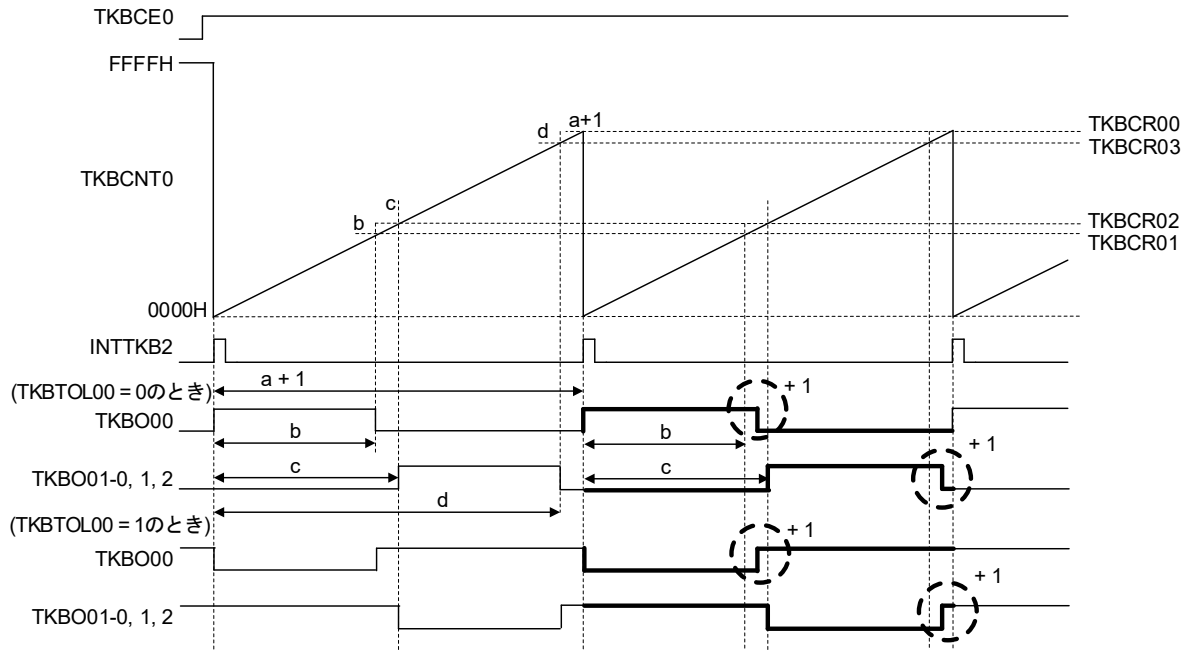 TKBCE0
FFFFH
a+1
d
TKBCR00
TKBCR03
TKBCNT0
c
b
TKBCR02
TKBCR01
0000H
INTTKB2
(TKBTOL00 = 0のとき)
a + 1
+ 1
TKBO00
b
b
c
c
+ 1
TKBO01-0, 1, 2
d
(TKBTOL00 = 1のとき)
+ 1
TKBO00
+ 1
TKBO01-0, 1, 2